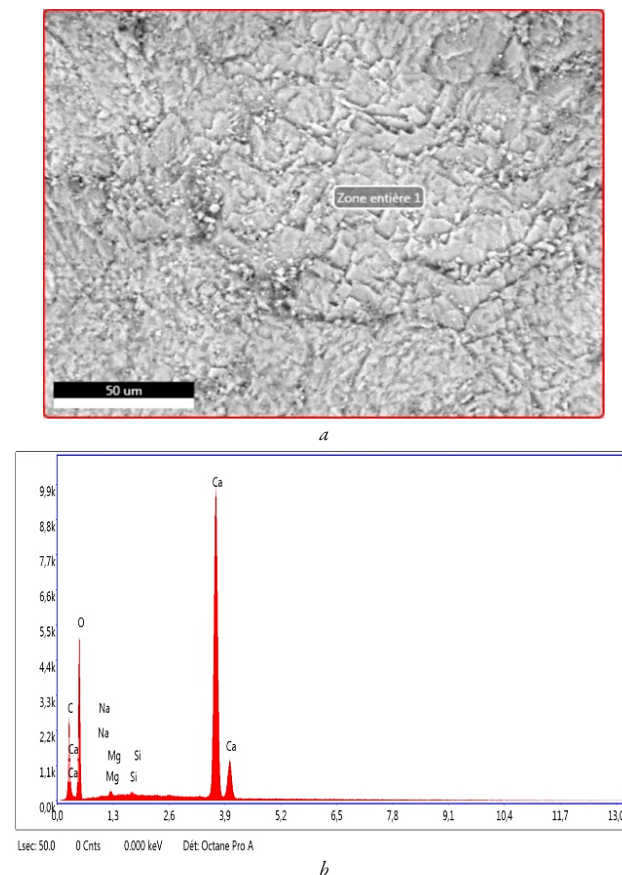 Zone entière 1
50 um
a
9,9k
8,8k
7,7k
6,6k
5,5k
4,4k
3,3k
2,2k
1,1k
0,0k
Ca
O
C
Na
Ca
Na
Ca
Mg
Si
Ca
Mg
Si
0,0
1,3
2,6
3,9
5,2
6,5
7,8
9,1
10,4
11,7
13,0
Lsec: 50.0 0 Cnts 0.000 keV Dét: Octane Pro A
b